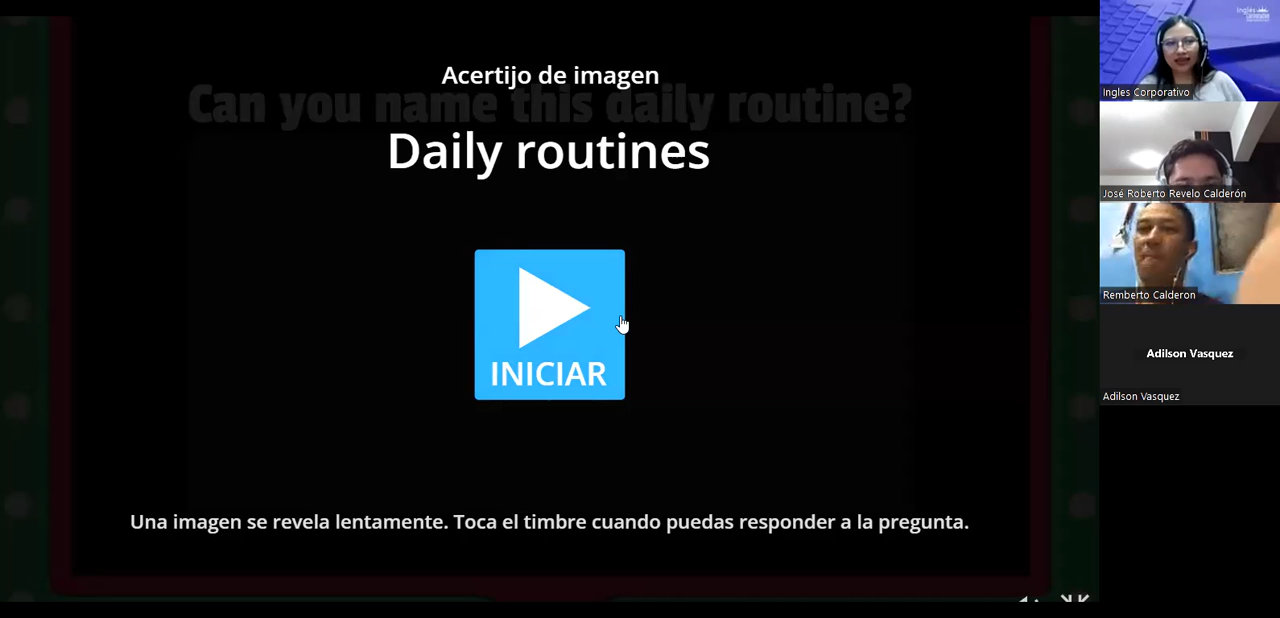 Acertijo de imagen
Can you name this daily routine?
Daily routines
INICIAR
Una imagen se revela lentamente. Toca el timbre cuando puedas responder a la pregunta.
Ingles Corporativo
José Roberto Revelo Calderón
Remberto Calderon
Adilson Vasquez
Adilson Vasquez